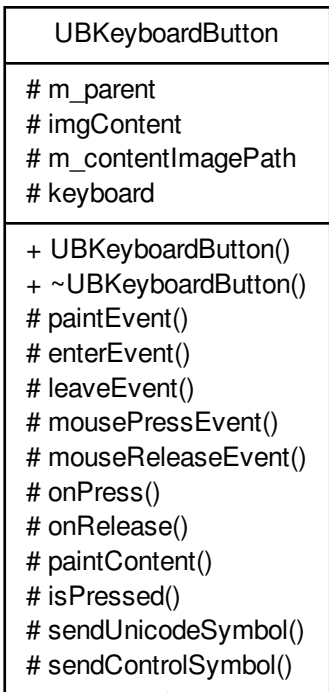 UBKeyboardButton
# m_parent
# imgContent
# m_contentImagePath
# keyboard
+ UBKeyboardButton()
+ ~UBKeyboardButton()
# paintEvent()
# enterEvent()
# leaveEvent()
# mousePressEvent()
# mouseReleaseEvent()
# onPress()
# onRelease()
# paintContent()
# isPressed()
# sendUnicodeSymbol()
# sendControlSymbol()